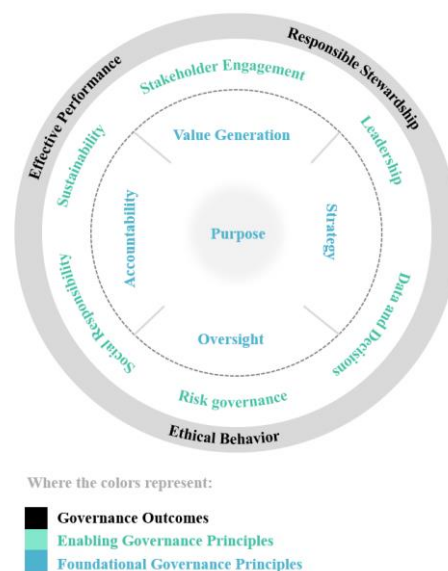 Effective Performance
Responsible Stewardship
Stakeholder Engagement
Sustainability
Leadership
Value Generation
Accountability
Purpose
Strategy
Oversight
Social Responsibility
Data and Decisions
Risk governance
Ethical Behavior
Where the colors represent:
Governance Outcomes
Enabling Governance Principles
Foundational Governance Principles